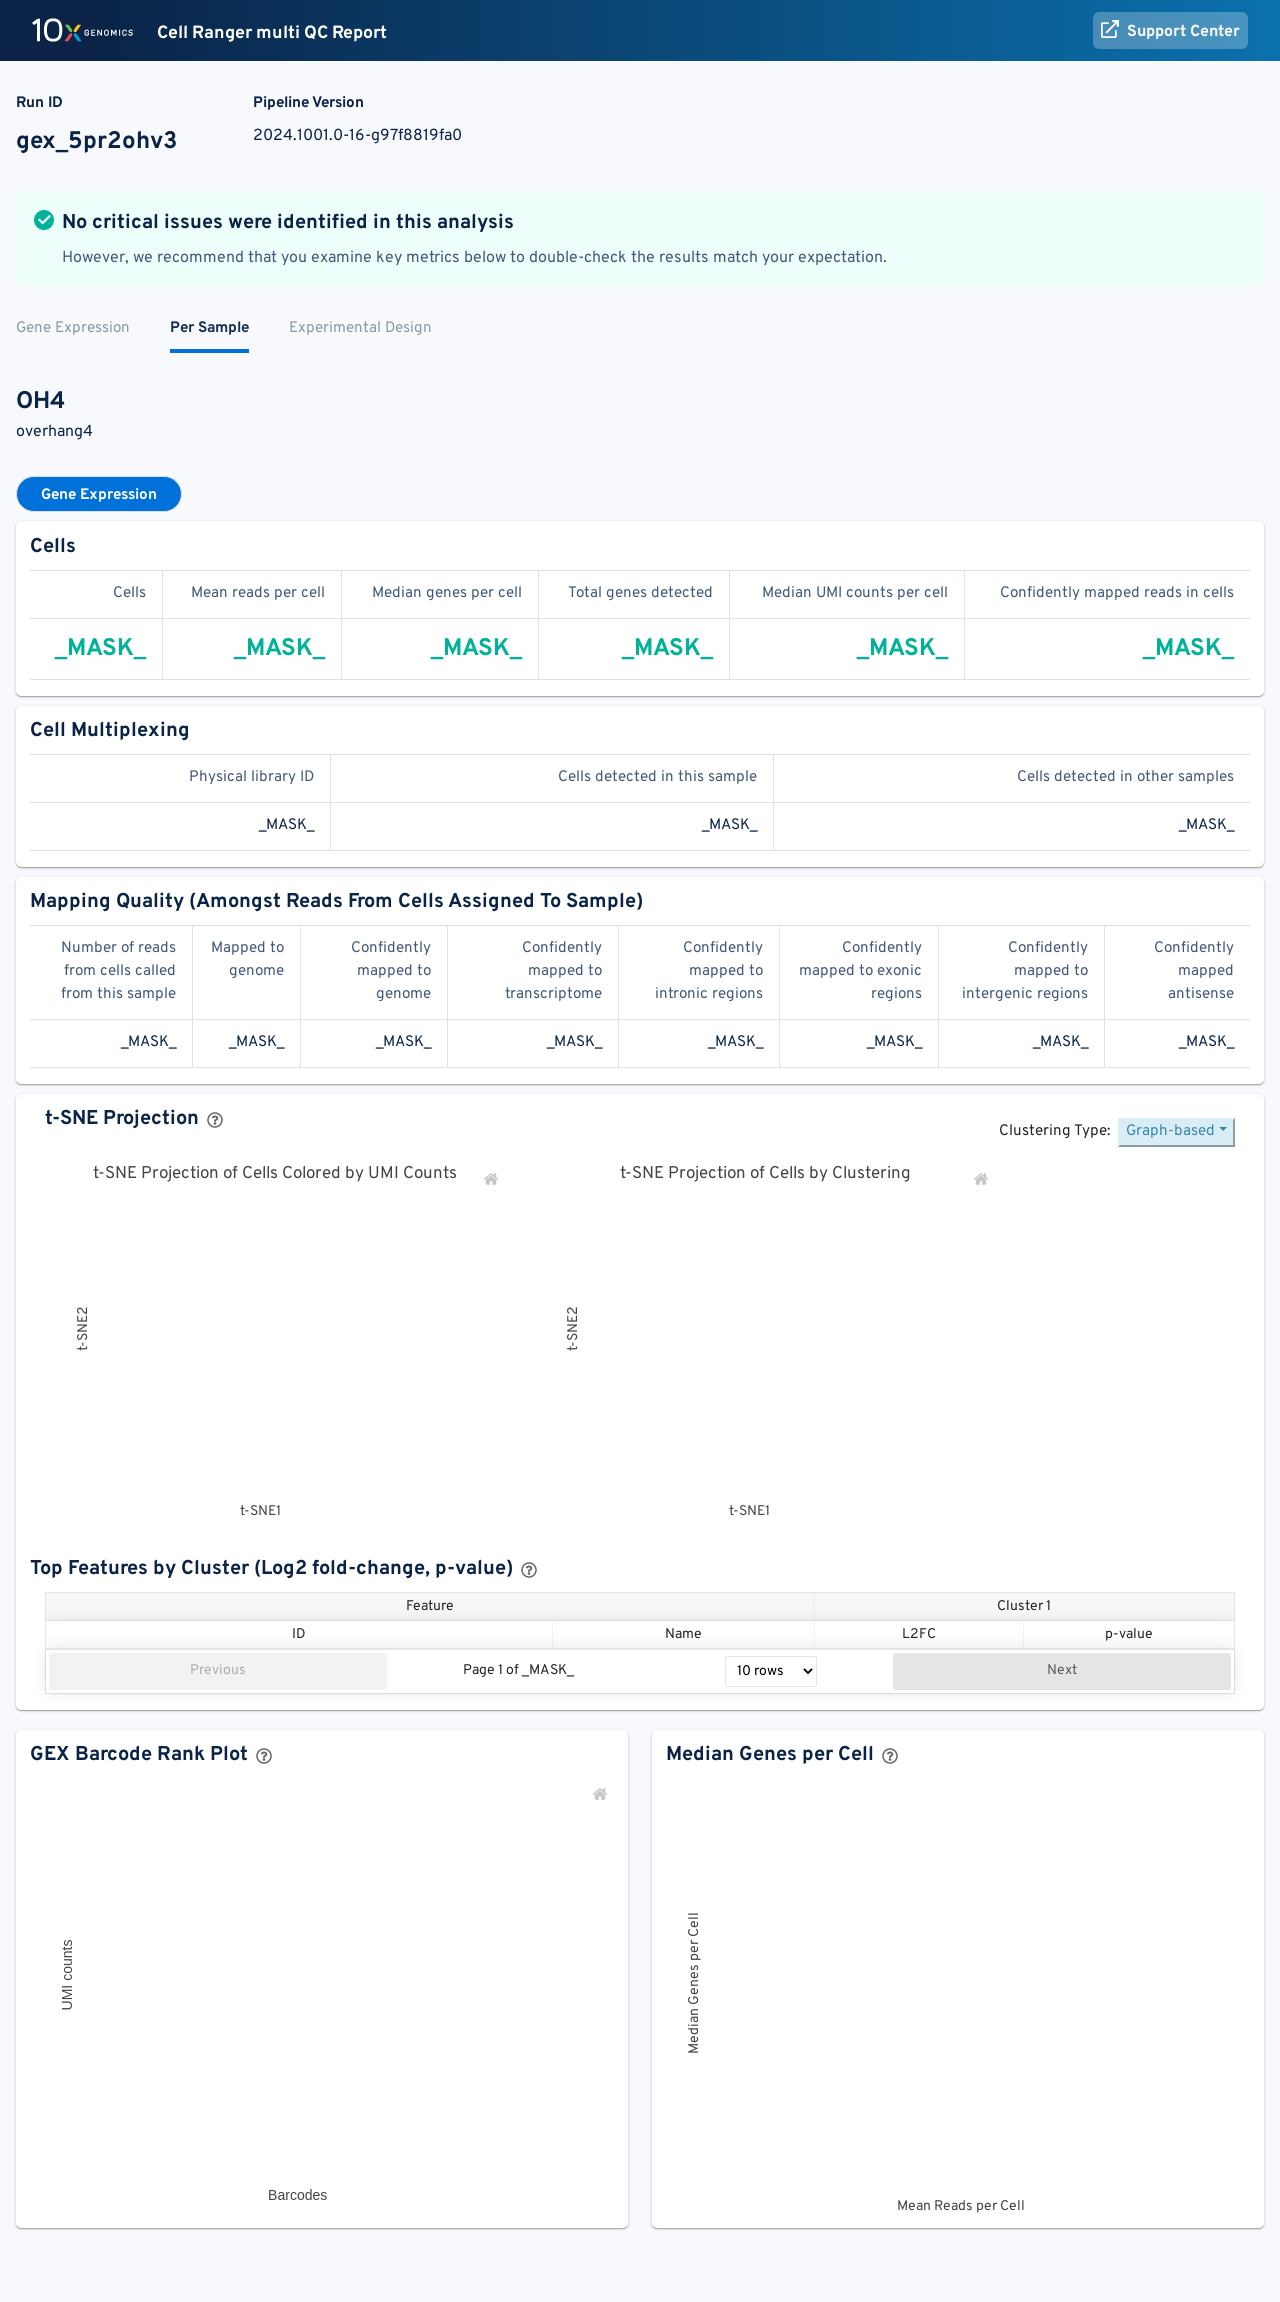 10x GENOMICS Cell Ranger multi QC Report Support Center
Run ID Pipeline Version
gex_5pr2ohv3 2024.1001.0-16-g97f8819fa0
No critical issues were identified in this analysis
However, we recommend that you examine key metrics below to double-check the results match your expectation.
Gene Expression Per Sample Experimental Design
OH4
overhang4
Gene Expression
Cells
Cells Mean reads per cell Median genes per cell Total genes detected Median UMI counts per cell Confidently mapped reads in cells
_MASK_ _MASK_ _MASK_ _MASK_ _MASK_ _MASK_
Cell Multiplexing
Physical library ID Cells detected in this sample Cells detected in other samples
_MASK_ _MASK_ _MASK_
Mapping Quality (Amongst Reads From Cells Assigned To Sample)
Number of reads Mapped to Confidently Confidently Confidently Confidently Confidently Confidently
from cells called genome mapped to mapped to mapped to mapped to exonic mapped to mapped
from this sample genome transcriptome intronic regions regions intergenic regions antisense
_MASK_ _MASK_ _MASK_ _MASK_ _MASK_ _MASK_ _MASK_ _MASK_
t-SNE Projection
Clustering Type: Graph-based
t-SNE Projection of Cells Colored by UMI Counts t-SNE Projection of Cells by Clustering
t-SNE2 t-SNE2
t-SNE1 t-SNE1
Top Features by Cluster (Log2 fold-change, p-value)
Feature Cluster 1
ID Name L2FC p-value
Previous Page 1 of _MASK_ 10 rows Next
GEX Barcode Rank Plot
UMI counts
Barcodes
Median Genes per Cell
Median Genes per Cell
Mean Reads per Cell